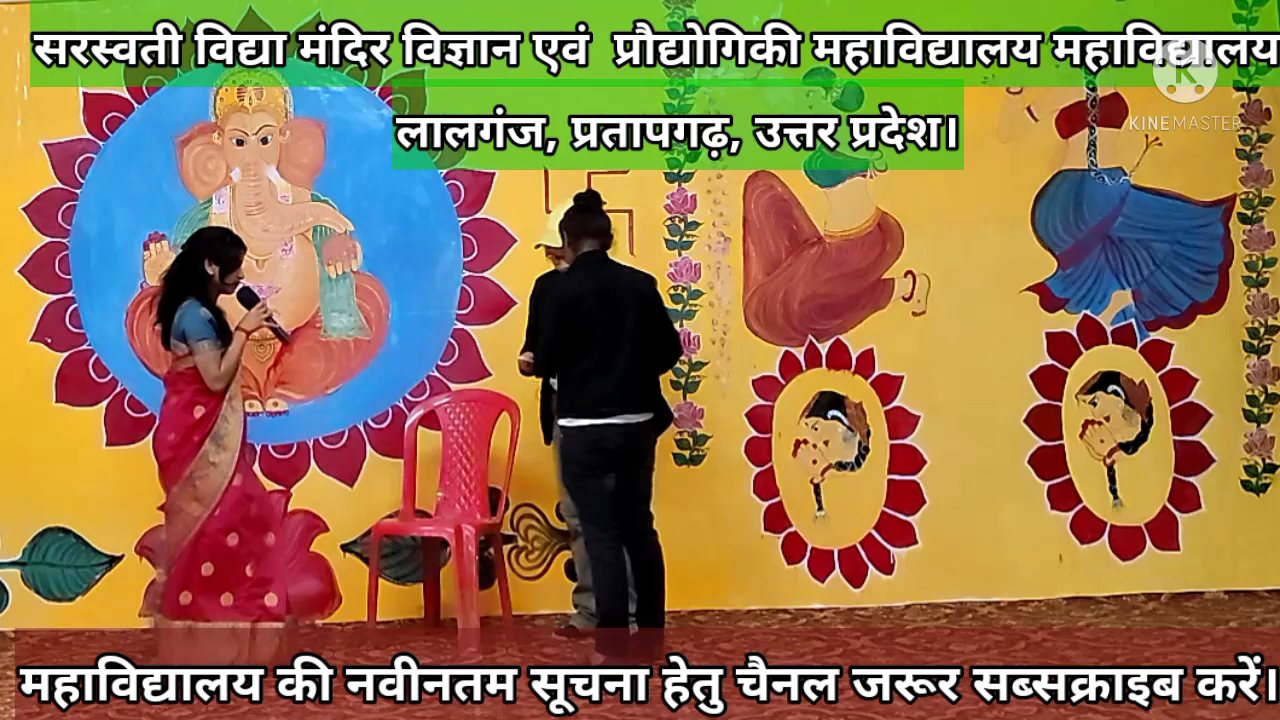 सरस्वती विद्या मंदिर विज्ञान एवं प्रौद्योगिकी महाविद्यालय महाविद्यालय
लालगंज, प्रतापगढ़, उत्तर प्रदेश।
K
KINEMASTER
महाविद्यालय की नवीनतम सूचना हेतु चैनल जरूर सब्सक्राइब करें।